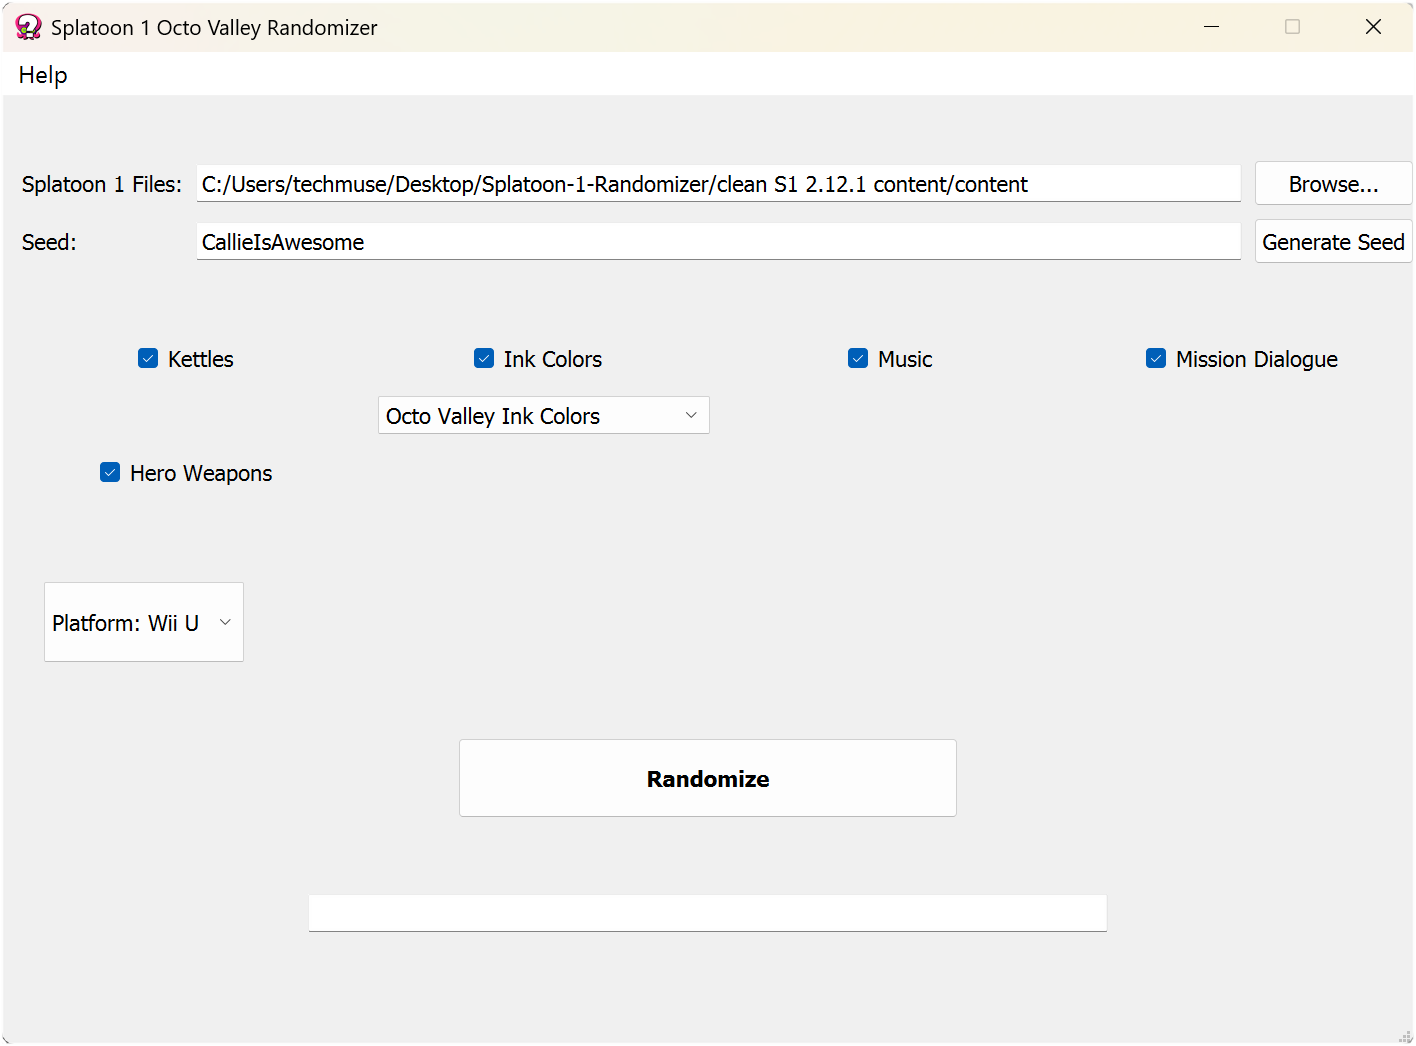 Splatoon 1 Octo Valley Randomizer
Help
Splatoon 1 Files: C:/Users/techmuse/Desktop/Splatoon-1-Randomizer/clean S1 2.12.1 content/content Browse...
Seed: CallieIsAwesome Generate Seed
Kettles Ink Colors Music Mission Dialogue
Octo Valley Ink Colors
Hero Weapons
Platform: Wii U
Randomize